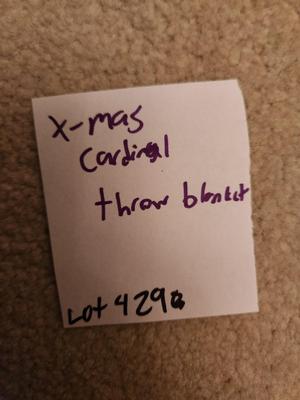 X-mas
Cardinal
throw blanket
Lot 429